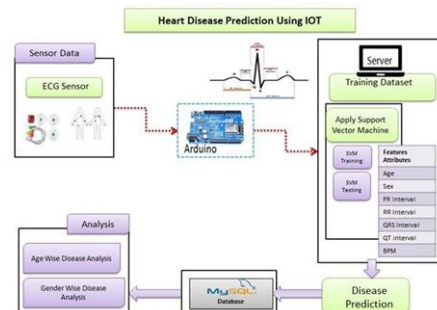 Heart Disease Prediction Using IOT
Sensor Data
ECG Sensor
Arduino
Server
Training Dataset
Apply Support
Vector Machine
SVM
Training
SVM
Testing
Features
Attributes
Age
Sex
PR Interval
RR Interval
QRS Interval
QT interval
BPM
Analysis
Age Wise Disease Analysis
Gender Wise Disease
Analysis
MySQL
Database
Disease
Prediction